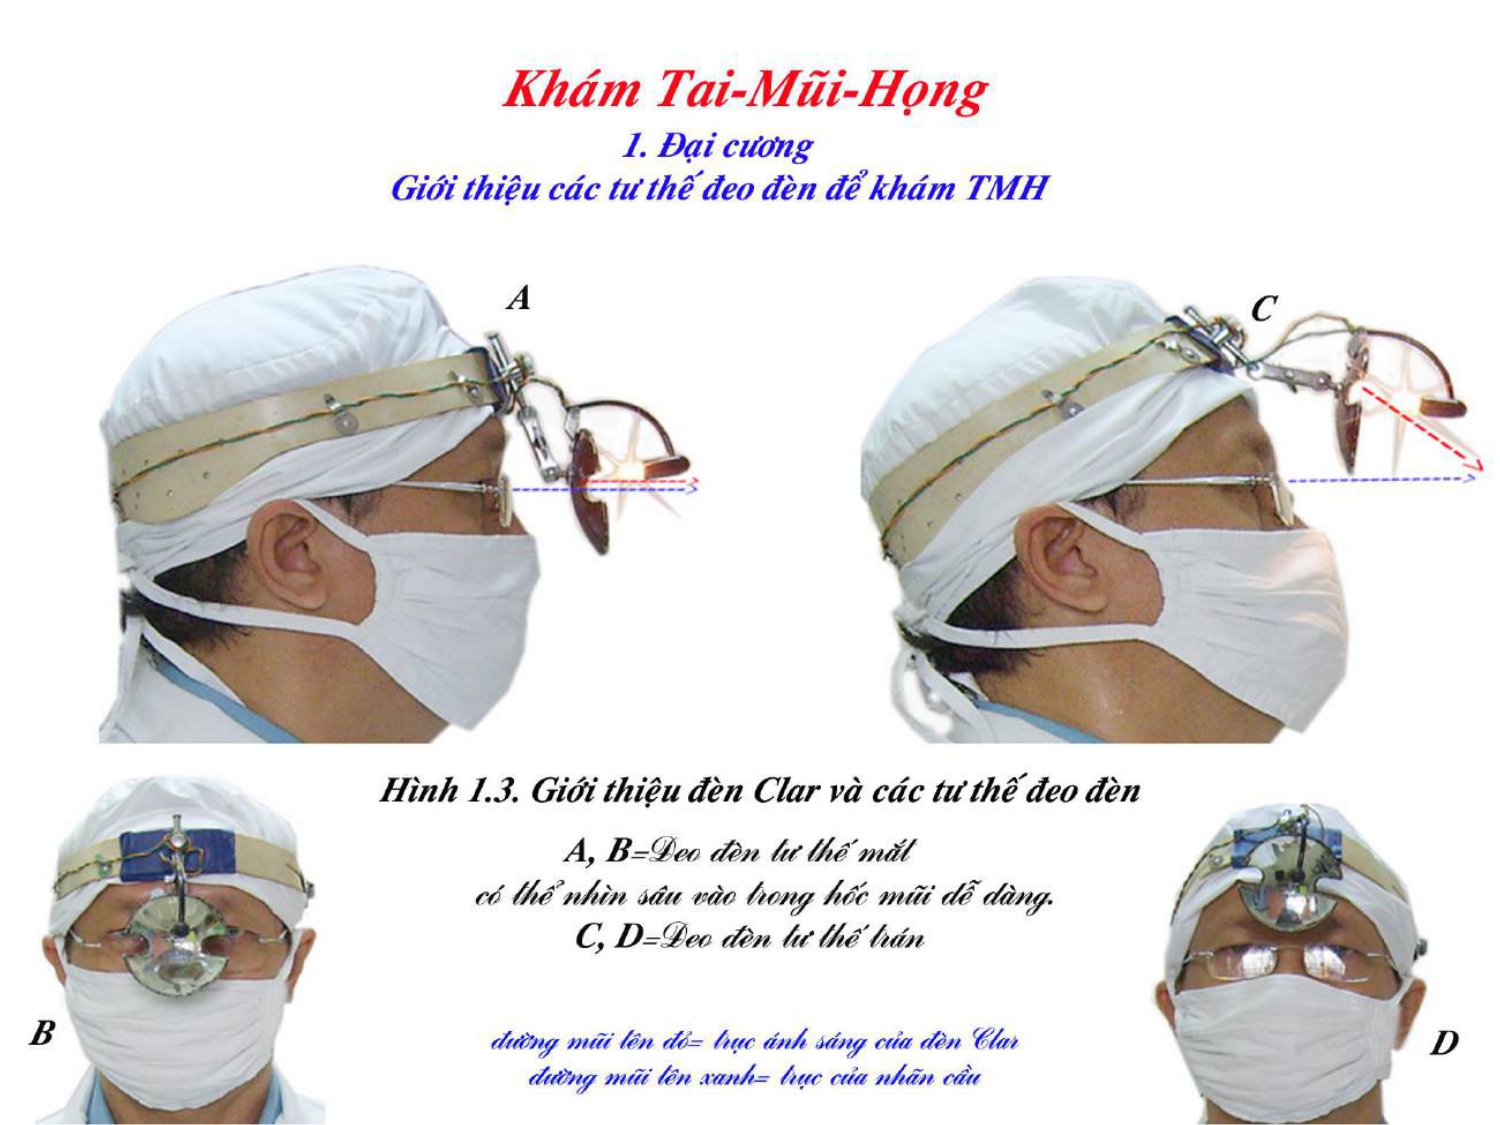 Khám Tai-Mũi-Họng
1. Đại cương
Giới thiệu các tư thế đeo đèn để khám TMH
A
C
Hình 1.3. Giới thiệu đèn Clar và các tư thế đeo đèn
A, B=Đeo đèn tư thế mắt
có thể nhìn sâu vào trong hốc mũi dễ dàng.
C, D=Đeo đèn tư thế trán
B
D
đường mũi tên đỏ= trục ánh sáng của đèn Clar
đường mũi tên xanh= trục của nhãn cầu